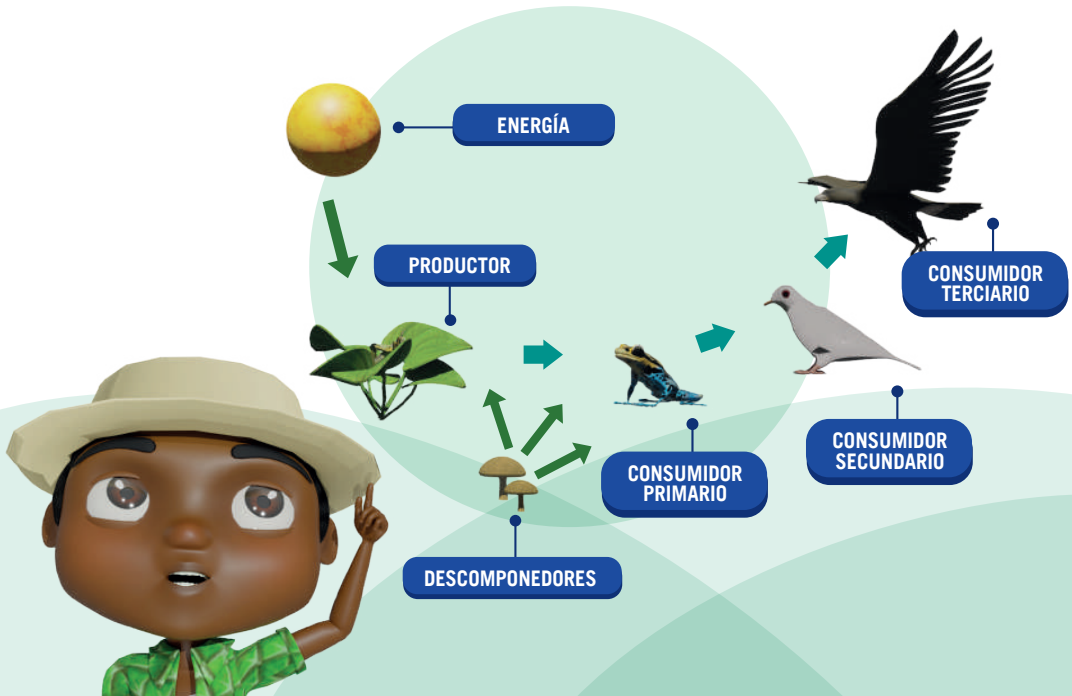 ENERGÍA
PRODUCTOR
CONSUMIDOR
TERCIARIO
CONSUMIDOR
SECUNDARIO
CONSUMIDOR
PRIMARIO
DESCOMPONEDORES